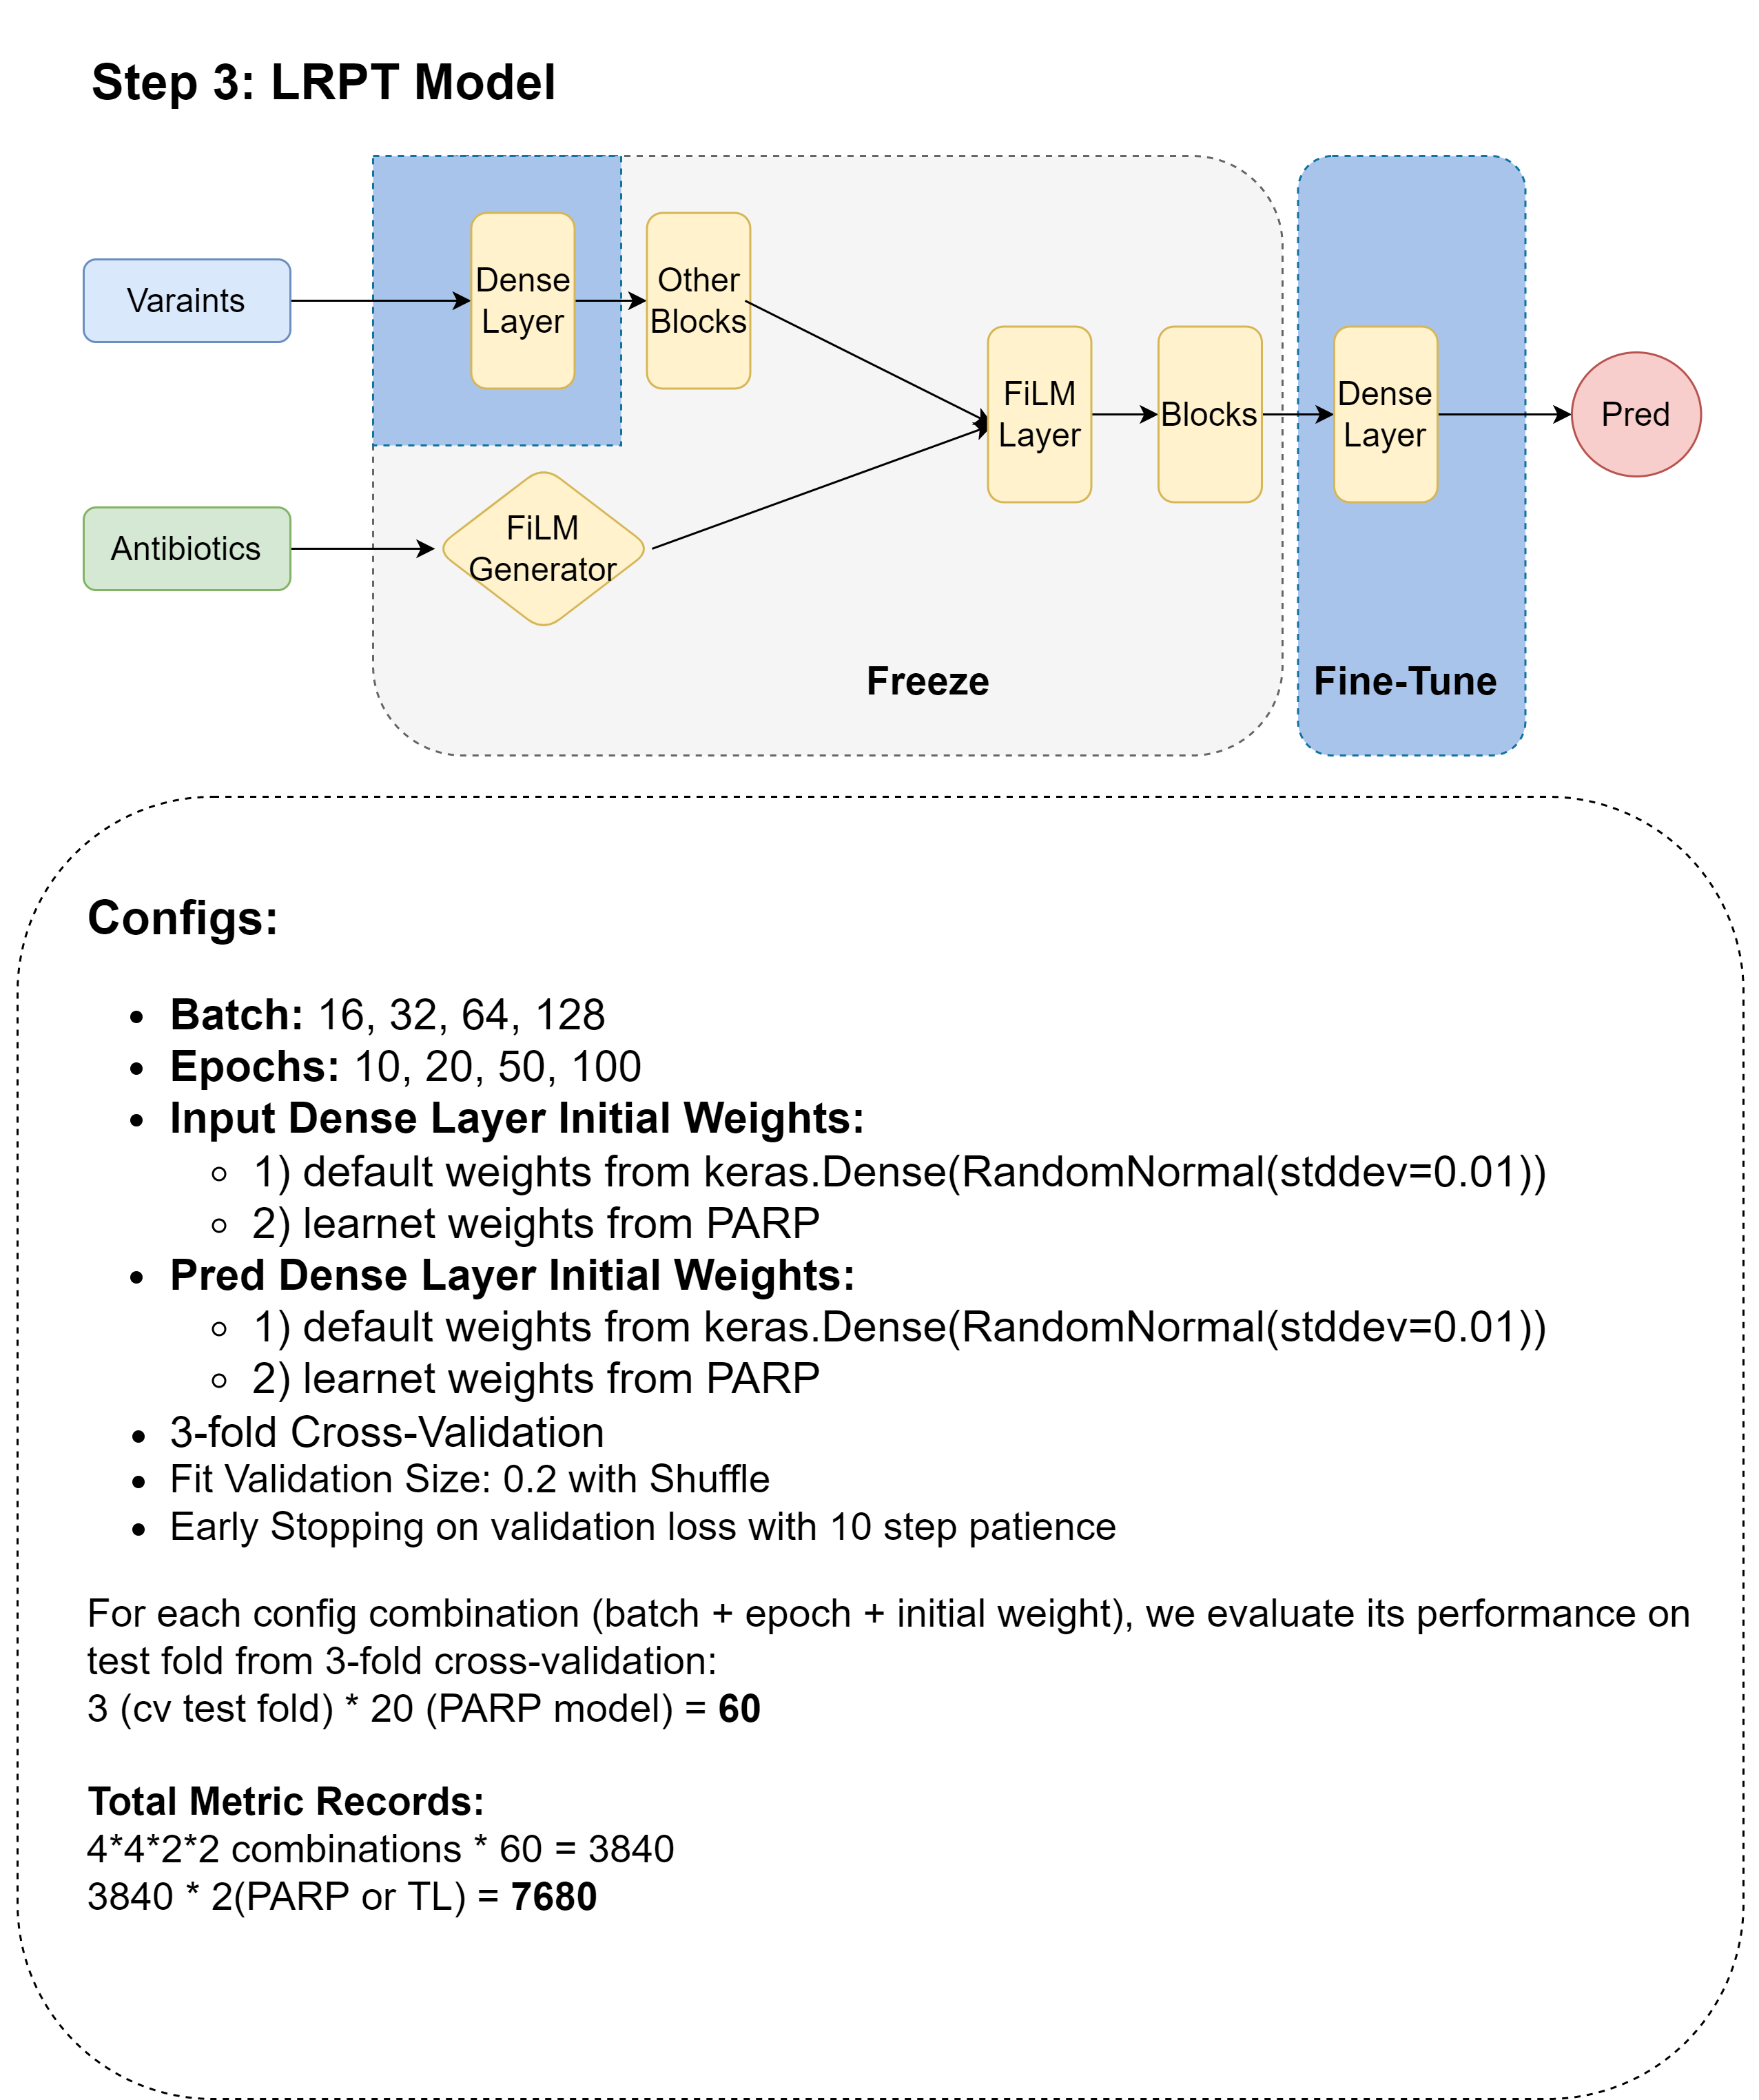 Step 3: LRPT Model
Varaints
Dense
Layer
Other
Blocks
FiLM
Layer
Blocks
Dense
Layer
Pred
Antibiotics
FiLM
Generator
Freeze
Fine-Tune
Configs:
• Batch: 16, 32, 64, 128
• Epochs: 10, 20, 50, 100
• Input Dense Layer Initial Weights:
◦ 1) default weights from keras.Dense(RandomNormal(stddev=0.01))
◦ 2) learnet weights from PARP
• Pred Dense Layer Initial Weights:
◦ 1) default weights from keras.Dense(RandomNormal(stddev=0.01))
◦ 2) learnet weights from PARP
• 3-fold Cross-Validation
• Fit Validation Size: 0.2 with Shuffle
• Early Stopping on validation loss with 10 step patience
For each config combination (batch + epoch + initial weight), we evaluate its performance on
test fold from 3-fold cross-validation:
3 (cv test fold) * 20 (PARP model) = 60
Total Metric Records:
4*4*2*2 combinations * 60 = 3840
3840 * 2(PARP or TL) = 7680